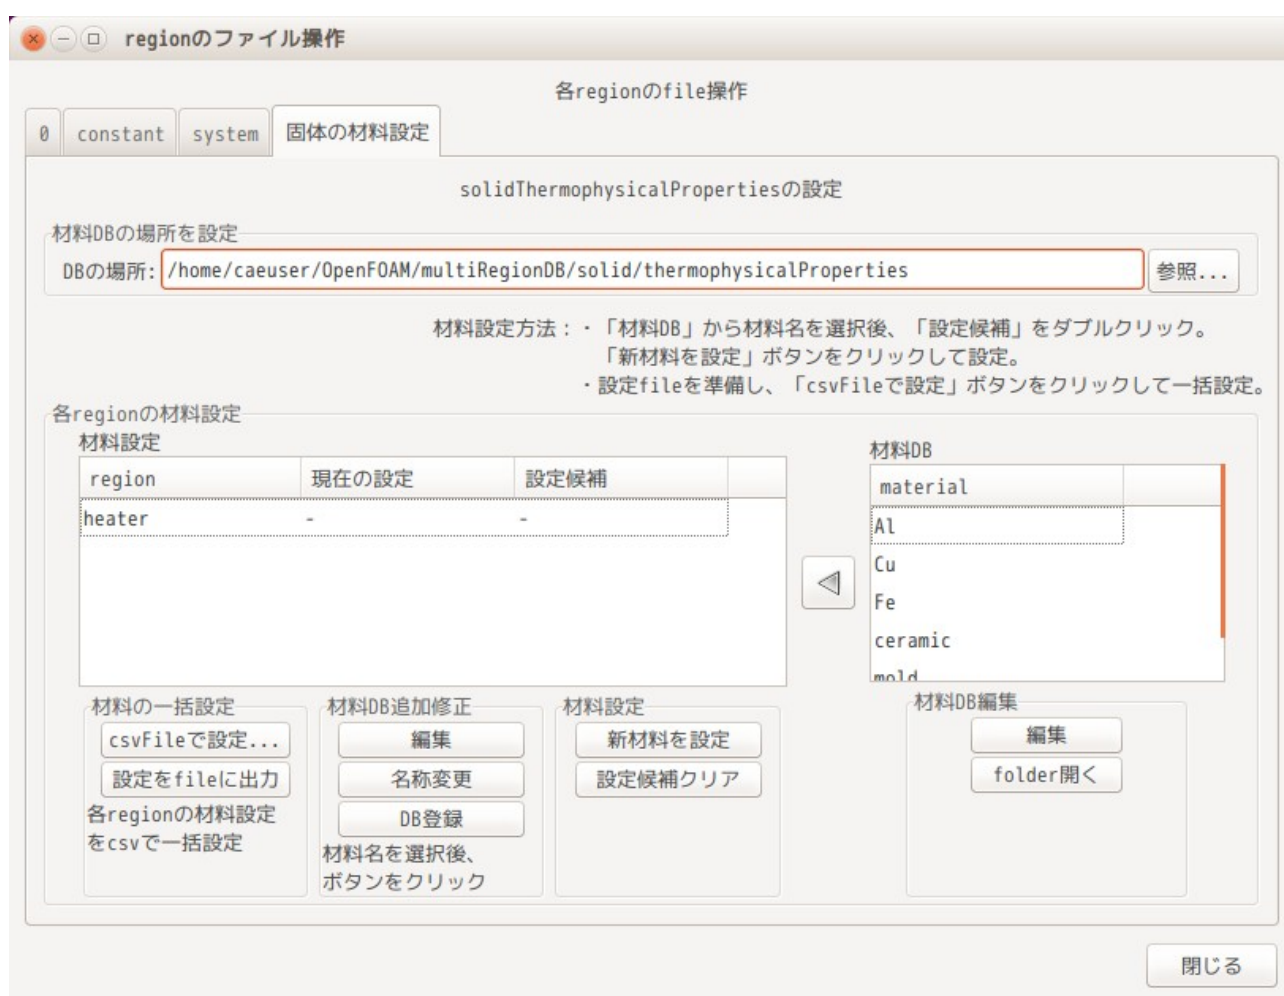 regionのファイル操作
各regionのfile操作
0 constant system 固体の材料設定
solidThermophysicalPropertiesの設定
材料DBの場所を設定
DBの場所: /home/caeuser/OpenFOAM/multiRegionDB/solid/thermophysicalProperties 参照...
材料設定方法：・「材料DB」から材料名を選択後、「設定候補」をダブルクリック。
「新材料を設定」ボタンをクリックして設定。
・設定fileを準備し、「csvFileで設定」ボタンをクリックして一括設定。
各regionの材料設定
材料設定
region 現在の設定 設定候補
heater - -
材料DB
material
Al
Cu
Fe
ceramic
mold
材料の一括設定
csvFileで設定...
設定をfileに出力
各regionの材料設定
をcsvで一括設定
材料DB追加修正
編集
名称変更
DB登録
材料名を選択後、
ボタンをクリック
材料設定
新材料を設定
設定候補クリア
材料DB編集
編集
folder開く
閉じる